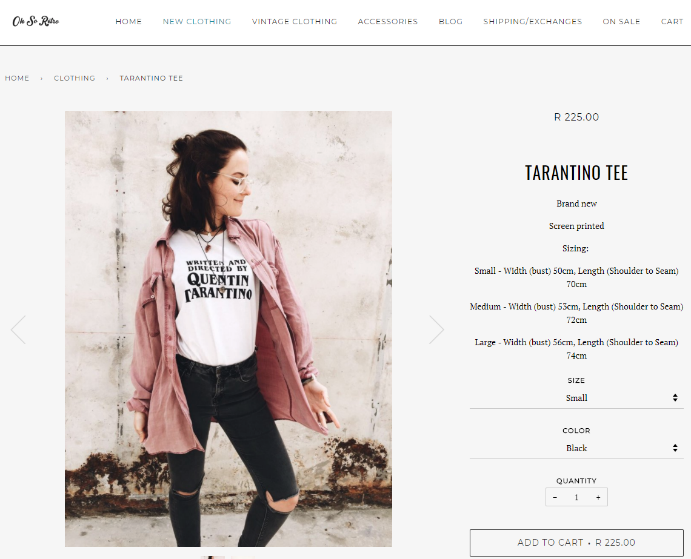 Oh So Retro
HOME
NEW CLOTHING
VINTAGE CLOTHING
ACCESSORIES
BLOG
SHIPPING/EXCHANGES
ON SALE
CART
HOME › CLOTHING › TARANTINO TEE
WRITTEN AND
DIRECTED BY
QUENTIN
TARANTINO
R 225.00
TARANTINO TEE
Brand new
Screen printed
Sizing:
Small - Width (bust) 50cm, Length (Shoulder to Seam)
70cm
Medium - Width (bust) 53cm, Length (Shoulder to Seam)
72cm
Large - Width (bust) 56cm, Length (Shoulder to Seam)
74cm
SIZE
Small
COLOR
Black
QUANTITY
− 1 +
ADD TO CART • R 225.00